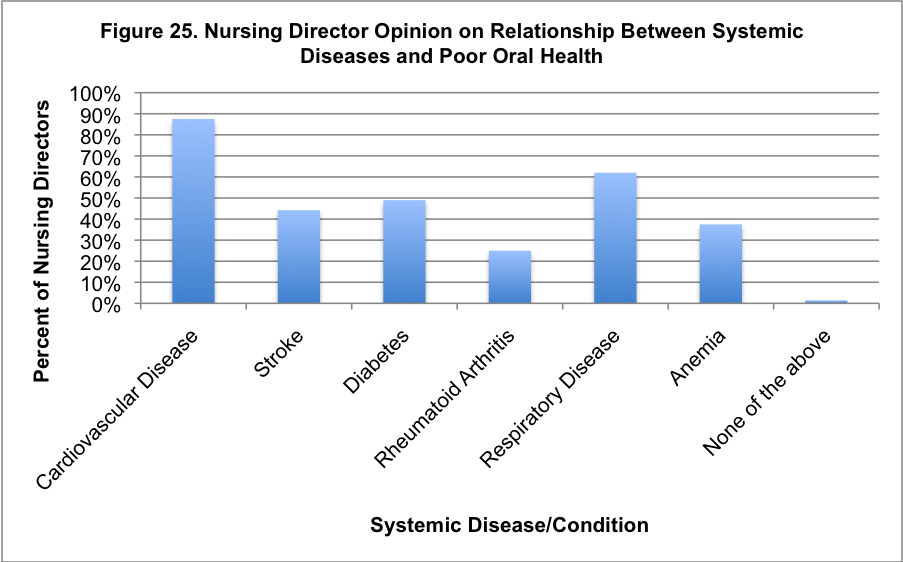 Figure 25. Nursing Director Opinion on Relationship Between Systemic
Diseases and Poor Oral Health
Percent of Nursing Directors
100%
90%
80%
70%
60%
50%
40%
30%
20%
10%
0%
Cardiovascular Disease
Stroke
Diabetes
Rheumatoid Arthritis
Respiratory Disease
Anemia
None of the above
Systemic Disease/Condition